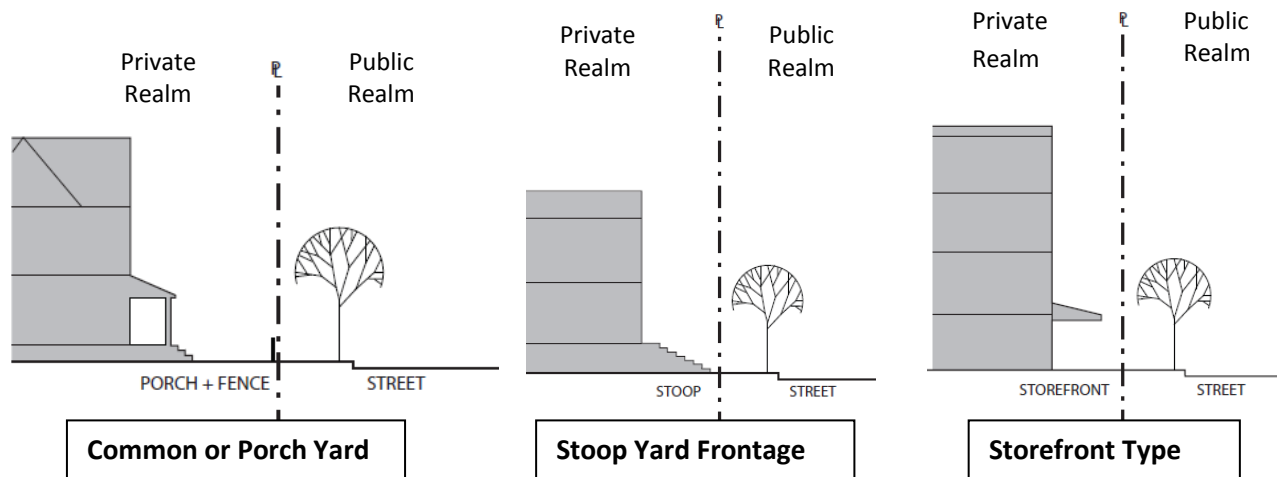 Private
Realm
PL
Public
Realm
PORCH + FENCE
STREET
Common or Porch Yard
Private
Realm
PL
Public
Realm
STOOP
STREET
Stoop Yard Frontage
Private
Realm
PL
Public
Realm
STOREFRONT
STREET
Storefront Type